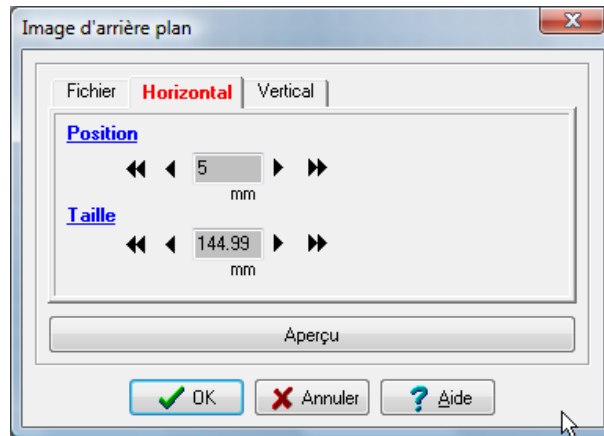 Image d'arrière plan
Fichier Horizontal Vertical
Position
5
mm
Taille
144.99
mm
Aperçu
OK Annuler ? Aide